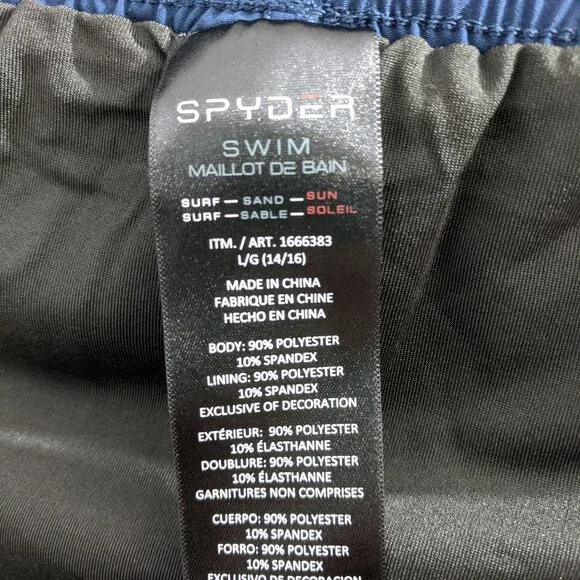 SPYDER
SWIM
MAILLOT DE BAIN
SURF — SAND — SUN
SURF — SABLE — SOLEIL
ITM. / ART. 1666383
L/G (14/16)
MADE IN CHINA
FABRIQUE EN CHINE
HECHO EN CHINA
BODY: 90% POLYESTER
10% SPANDEX
LINING: 90% POLYESTER
10% SPANDEX
EXCLUSIVE OF DECORATION
EXTÉRIEUR: 90% POLYESTER
10% ÉLASTHANNE
DOUBLURE: 90% POLYESTER
10% ÉLASTHANNE
GARNITURES NON COMPRISES
CUERPO: 90% POLYESTER
10% SPANDEX
FORRO: 90% POLYESTER
10% SPANDEX
EXCLUSIVO DE DECORACION